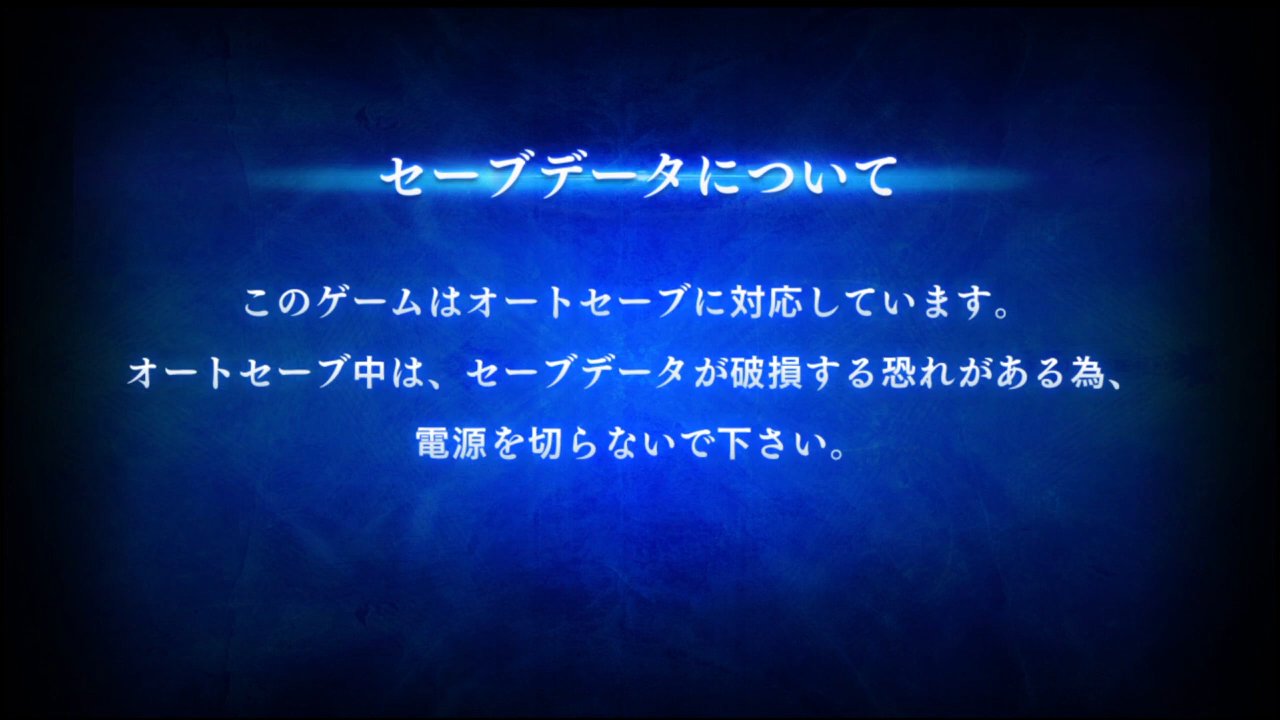 セーブデータについて
このゲームはオートセーブに対応しています。
オートセーブ中は、セーブデータが破損する恐れがある為、
電源を切らないで下さい。